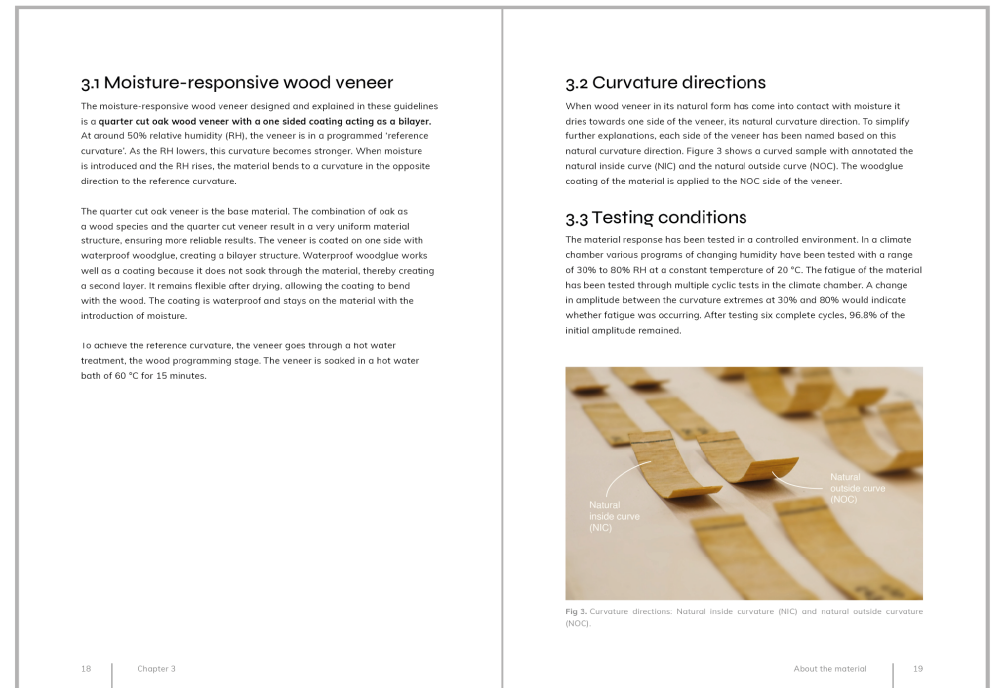 3.1 Moisture-responsive wood veneer
The moisture-responsive wood veneer designed and explained in these guidelines
is a quarter cut oak wood veneer with a one sided coating acting as a bilayer.
At around 50% relative humidity (RH), the veneer is in a programmed ‘reference
curvature’. As the RH lowers, this curvature becomes stronger. When moisture
is introduced and the RH rises, the material bends to a curvature in the opposite
direction to the reference curvature.
The quarter cut oak veneer is the base material. The combination of oak as
a wood species and the quarter cut veneer result in a very uniform material
structure, ensuring more reliable results. The veneer is coated on one side with
waterproof woodglue, creating a bilayer structure. Waterproof woodglue works
well as a coating because it does not soak through the material, thereby creating
a second layer. It remains flexible after drying, allowing the coating to bend
with the wood. The coating is waterproof and stays on the material with the
introduction of moisture.
To achieve the reference curvature, the veneer goes through a hot water
treatment, the wood programming stage. The veneer is soaked in a hot water
bath of 60 °C for 15 minutes.
18
Chapter 3
3.2 Curvature directions
When wood veneer in its natural form has come into contact with moisture it
dries towards one side of the veneer, its natural curvature direction. To simplify
further explanations, each side of the veneer has been named based on this
natural curvature direction. Figure 3 shows a curved sample with annotated the
natural inside curve (NIC) and the natural outside curve (NOC). The woodglue
coating of the material is applied to the NOC side of the veneer.
3.3 Testing conditions
The material response has been tested in a controlled environment. In a climate
chamber various programs of changing humidity have been tested with a range
of 30% to 80% RH at a constant temperature of 20 °C. The fatigue of the material
has been tested through multiple cyclic tests in the climate chamber. A change
in amplitude between the curvature extremes at 30% and 80% would indicate
whether fatigue was occurring. After testing six complete cycles, 96.8% of the
initial amplitude remained.
Natural
inside curve
(NIC)
Natural
outside curve
(NOC)
Fig 3. Curvature directions: Natural inside curvature (NIC) and natural outside curvature
(NOC).
About the material
19